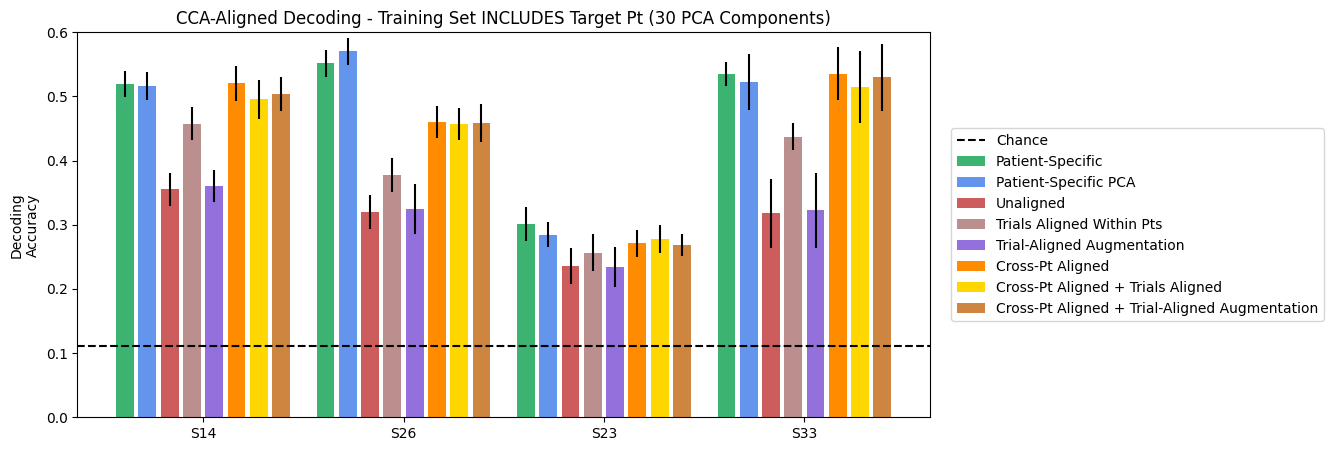 CCA-Aligned Decoding - Training Set INCLUDES Target Pt (30 PCA Components)
0.6
0.5
0.4
0.3
0.2
0.1
0.0
Decoding
Accuracy
S14
S26
S23
S33
Chance
Patient-Specific
Patient-Specific PCA
Unaligned
Trials Aligned Within Pts
Trial-Aligned Augmentation
Cross-Pt Aligned
Cross-Pt Aligned + Trials Aligned
Cross-Pt Aligned + Trial-Aligned Augmentation